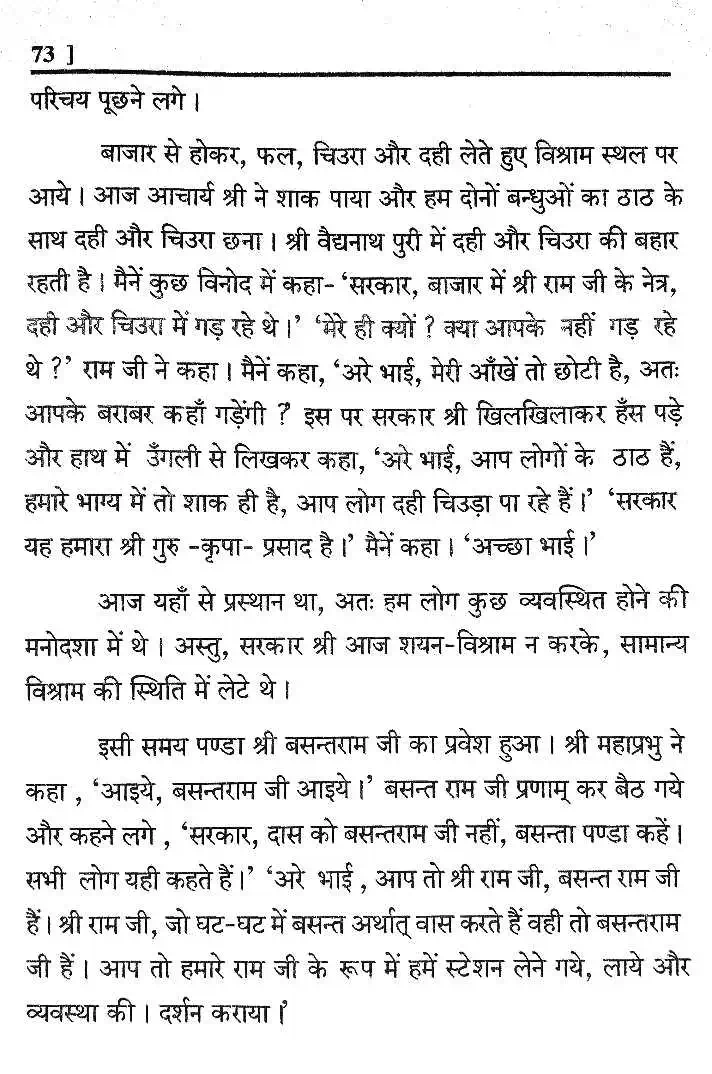 73 ]
परिचय पूछने लगे।
बाजार से होकर, फल, चिउरा और दही लेते हुए विश्राम स्थल पर
आये। आज आचार्य श्री ने शाक पाया और हम दोनों बन्धुओं का ठाठ के
साथ दही और चिउरा छना। श्री वैद्यनाथ पुरी में दही और चिउरा की बहार
रहती है। मैनें कुछ विनोद में कहा- ‘सरकार, बाजार में श्री राम जी के नेत्र,
दही और चिउरा में गड़ रहे थे।’ ‘मेरे ही क्यों ? क्या आपके नहीं गड़ रहे
थे ?’ राम जी ने कहा। मैनें कहा, ‘अरे भाई, मेरी आँखें तो छोटी है, अतः
आपके बराबर कहाँ गड़ेंगी ?’ इस पर सरकार श्री खिलखिलाकर हँस पड़े
और हाथ में उँगली से लिखकर कहा, ‘अरे भाई, आप लोगों के ठाठ हैं,
हमारे भाग्य में तो शाक ही है, आप लोग दही चिउड़ा पा रहे हैं।’ ‘सरकार
यह हमारा श्री गुरु -कृपा- प्रसाद है।’ मैनें कहा। ‘अच्छा भाई।’
आज यहाँ से प्रस्थान था, अतः हम लोग कुछ व्यवस्थित होने की
मनोदशा में थे। अस्तु, सरकार श्री आज शयन-विश्राम न करके, सामान्य
विश्राम की स्थिति में लेटे थे।
इसी समय पण्डा श्री बसन्तराम जी का प्रवेश हुआ। श्री महाप्रभु ने
कहा , ‘आइये, बसन्तराम जी आइये।’ बसन्त राम जी प्रणाम् कर बैठ गये
और कहने लगे , ‘सरकार, दास को बसन्तराम जी नहीं, बसन्ता पण्डा कहें।
सभी लोग यही कहते हैं।’ ‘अरे भाई , आप तो श्री राम जी, बसन्त राम जी
हैं। श्री राम जी, जो घट-घट में बसन्त अर्थात् वास करते हैं वही तो बसन्तराम
जी हैं। आप तो हमारे राम जी के रूप में हमें स्टेशन लेने गये, लाये और
व्यवस्था की। दर्शन कराया।’